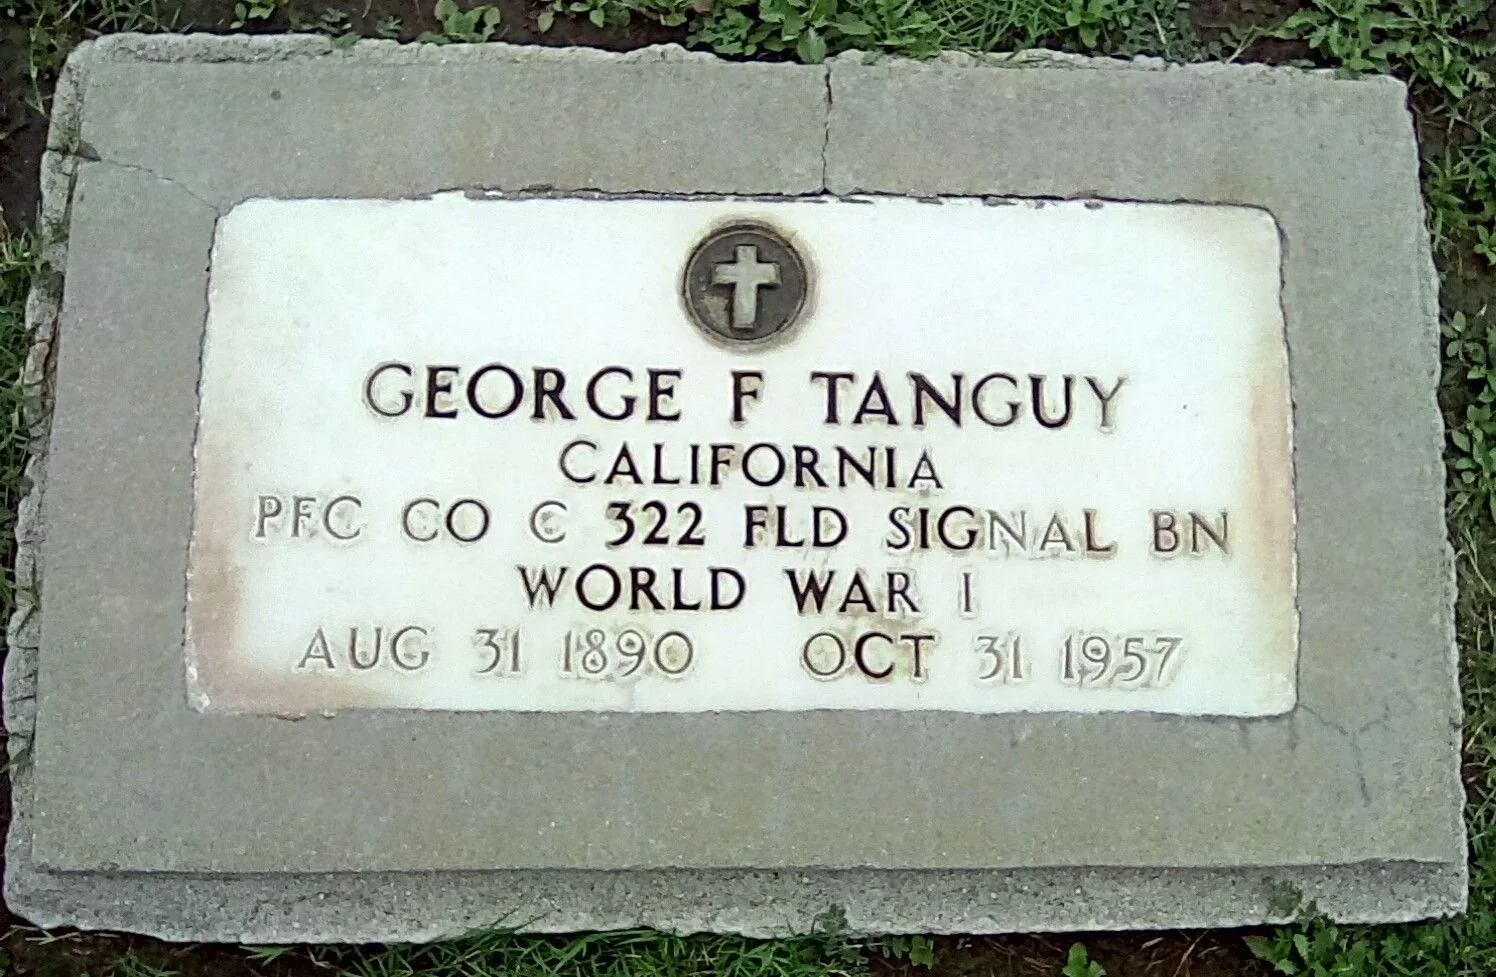 GEORGE F TANGUY
CALIFORNIA
PFC CO C 322 FLD SIGNAL BN
WORLD WAR I
AUG 31 1890 OCT 31 1957